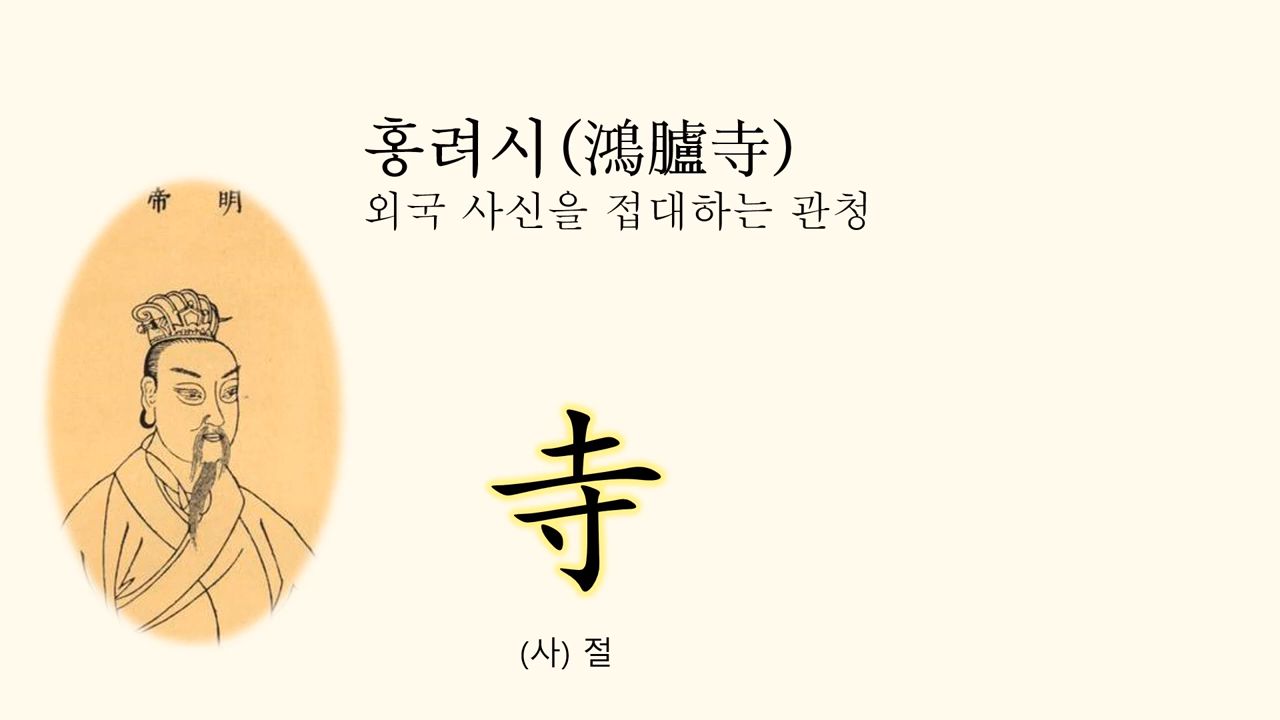 홍려시(鴻臚寺)
외국 사신을 접대하는 관청
帝 明
寺
(사) 절